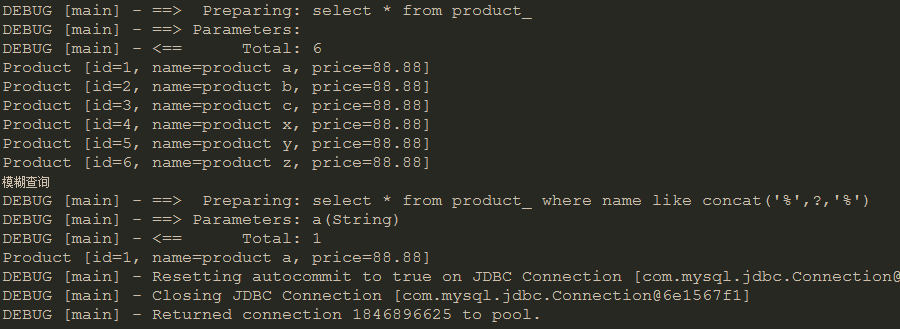 DEBUG [main] - ==>  Preparing: select * from product_
DEBUG [main] - ==> Parameters:
DEBUG [main] - <==      Total: 6
Product [id=1, name=product a, price=88.88]
Product [id=2, name=product b, price=88.88]
Product [id=3, name=product c, price=88.88]
Product [id=4, name=product x, price=88.88]
Product [id=5, name=product y, price=88.88]
Product [id=6, name=product z, price=88.88]
模糊查询
DEBUG [main] - ==>  Preparing: select * from product_ where name like concat('%',?,'%')
DEBUG [main] - ==> Parameters: a(String)
DEBUG [main] - <==      Total: 1
Product [id=1, name=product a, price=88.88]
DEBUG [main] - Resetting autocommit to true on JDBC Connection [com.mysql.jdbc.Connection@
DEBUG [main] - Closing JDBC Connection [com.mysql.jdbc.Connection@6e1567f1]
DEBUG [main] - Returned connection 1846896625 to pool.